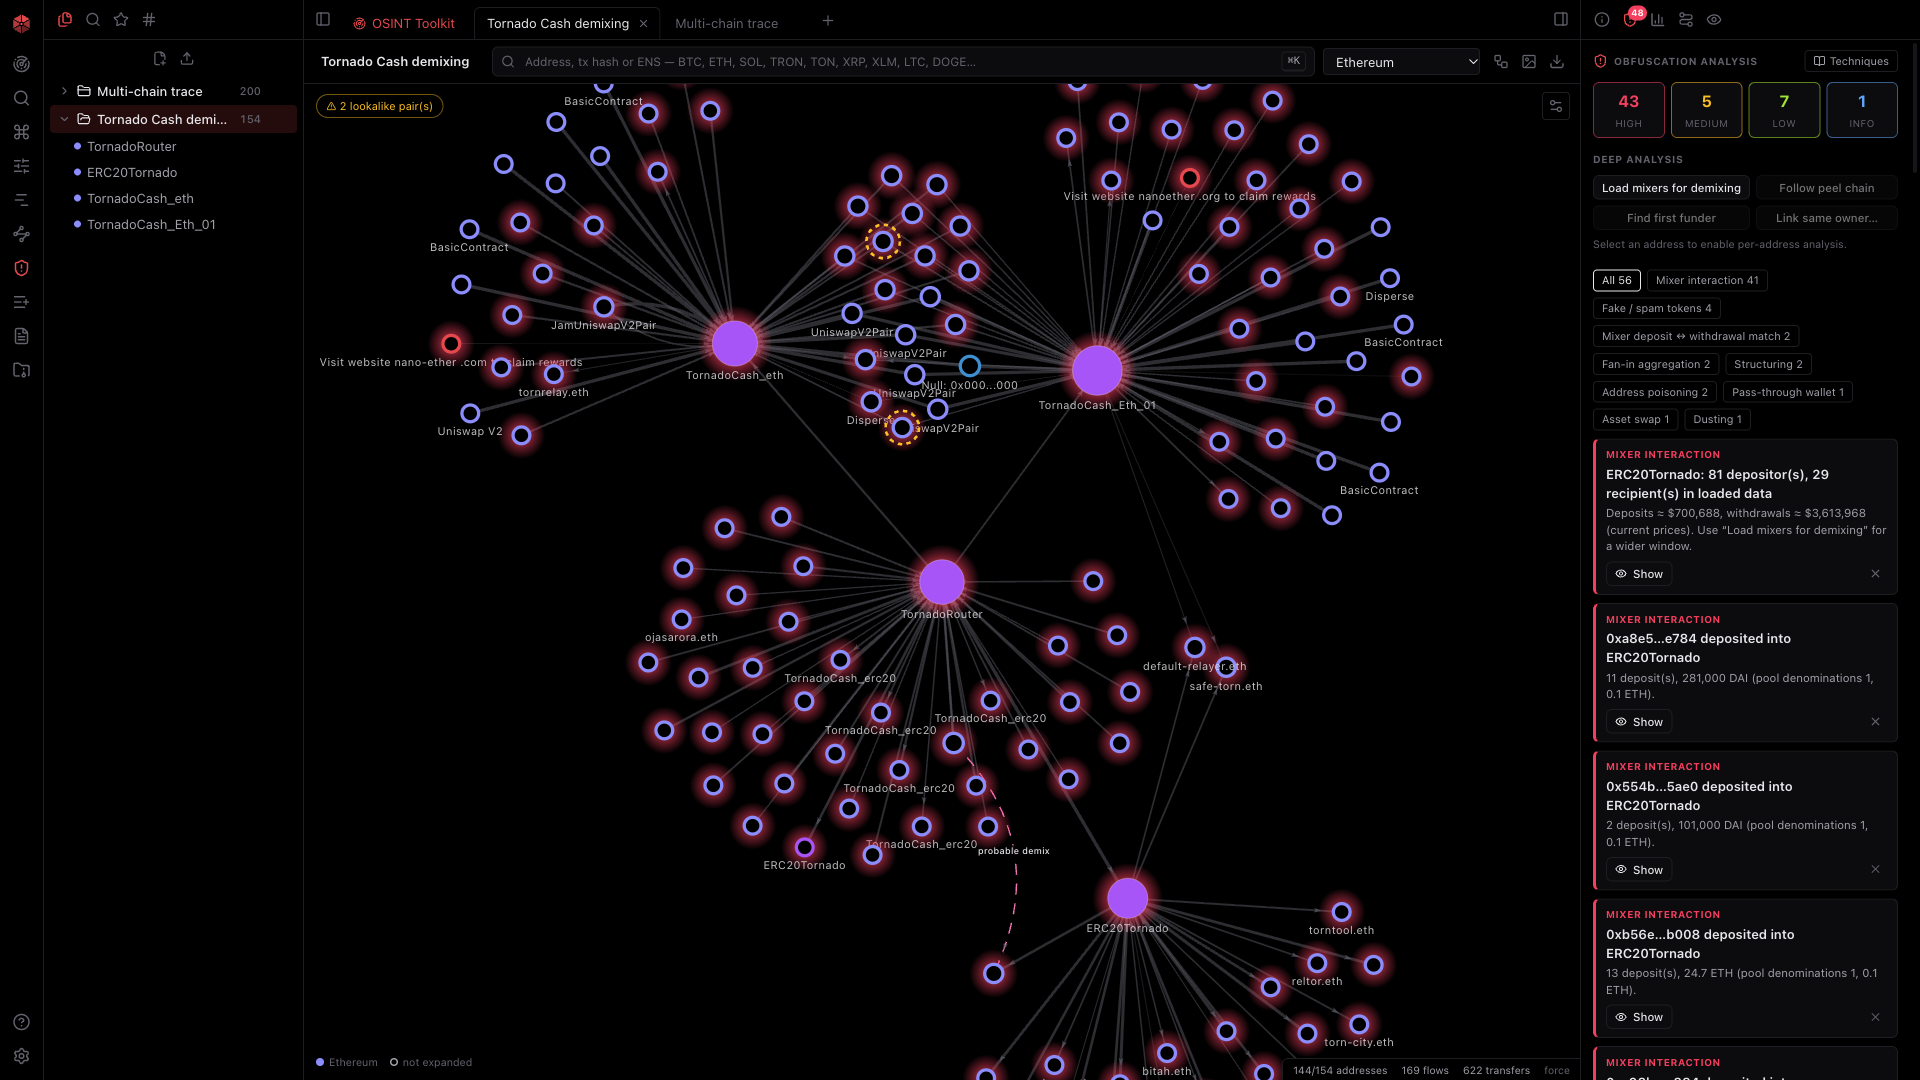 OSINT Toolkit
Tornado Cash demixing
Multi-chain trace
48
Multi-chain trace 200
Tornado Cash demi... 154
TornadoRouter
ERC20Tornado
TornadoCash_eth
TornadoCash_Eth_01
Tornado Cash demixing
Address, tx hash or ENS — BTC, ETH, SOL, TRON, TON, XRP, XLM, LTC, DOGE...
⌘K
Ethereum
2 lookalike pair(s)
BasicContract
Visit website nanoether .org to claim rewards
BasicContract
Disperse
JamUniswapV2Pair
UniswapV2Pair
BasicContract
Visit website nano-ether .com to claim rewards
TornadoCash_eth
Null: 0x000...000
tornrelay.eth
UniswapV2Pair
TornadoCash_Eth_01
Disperse
Uniswap V2
BasicContract
TornadoRouter
ojasarora.eth
default-relayer.eth
TornadoCash_erc20
safe-torn.eth
TornadoCash_erc20
TornadoCash_erc20
TornadoCash_erc20
TornadoCash_erc20
probable demix
ERC20Tornado
ERC20Tornado
torntool.eth
reltor.eth
torn-city.eth
bitah.eth
Ethereum
not expanded
144/154 addresses 169 flows 622 transfers force
OBFUSCATION ANALYSIS
Techniques
43 HIGH
5 MEDIUM
7 LOW
1 INFO
DEEP ANALYSIS
Load mixers for demixing
Follow peel chain
Find first funder
Link same owner...
Select an address to enable per-address analysis.
All 56
Mixer interaction 41
Fake / spam tokens 4
Mixer deposit ↔ withdrawal match 2
Fan-in aggregation 2
Structuring 2
Address poisoning 2
Pass-through wallet 1
Asset swap 1
Dusting 1
MIXER INTERACTION
ERC20Tornado: 81 depositor(s), 29
recipient(s) in loaded data
Deposits ≈ $700,688, withdrawals ≈ $3,613,968
(current prices). Use “Load mixers for demixing” for
a wider window.
Show
MIXER INTERACTION
0xa8e5...e784 deposited into
ERC20Tornado
11 deposit(s), 281,000 DAI (pool denominations 1,
0.1 ETH).
Show
MIXER INTERACTION
0x554b...5ae0 deposited into
ERC20Tornado
2 deposit(s), 101,000 DAI (pool denominations 1,
0.1 ETH).
Show
MIXER INTERACTION
0xb56e...b008 deposited into
ERC20Tornado
13 deposit(s), 24.7 ETH (pool denominations 1, 0.1
ETH).
Show
MIXER INTERACTION